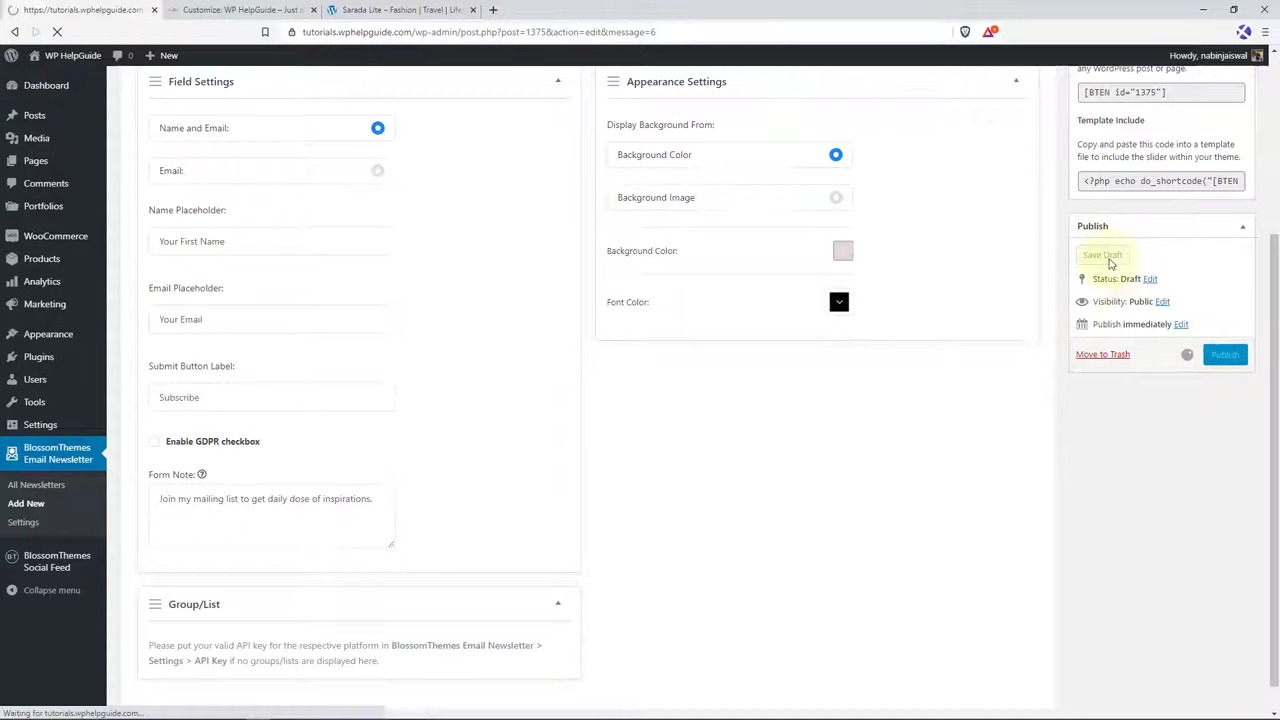 https://tutorials.wphelpguide.com
Customize: WP HelpGuide – Just
Sarada Lite – Fashion | Travel | Life
tutorials.wphelpguide.com/wp-admin/post.php?post=1375&action=edit&message=6
WP HelpGuide
0
New
Howdy, nabinjaiswal
Dashboard
Posts
Media
Pages
Comments
Portfolios
WooCommerce
Products
Analytics
Marketing
Appearance
Plugins
Users
Tools
Settings
BlossomThemes
Email Newsletter
All Newsletters
Add New
Settings
BlossomThemes
Social Feed
Collapse menu
Field Settings
Name and Email:
Email:
Name Placeholder:
Your First Name
Email Placeholder:
Your Email
Submit Button Label:
Subscribe
Enable GDPR checkbox
Form Note:
Join my mailing list to get daily dose of inspirations.
Group/List
Please put your valid API key for the respective platform in BlossomThemes Email Newsletter >
Settings > API Key if no groups/lists are displayed here.
Appearance Settings
Display Background From:
Background Color
Background Image
Background Color:
Font Color:
any WordPress post or page.
[BTEN id="1375"]
Template Include
Copy and paste this code into a template
file to include the slider within your theme.
<?php echo do_shortcode("[BTEN
Publish
Save Draft
Status: Draft Edit
Visibility: Public Edit
Publish immediately Edit
Move to Trash
Publish
Waiting for tutorials.wphelpguide.com...